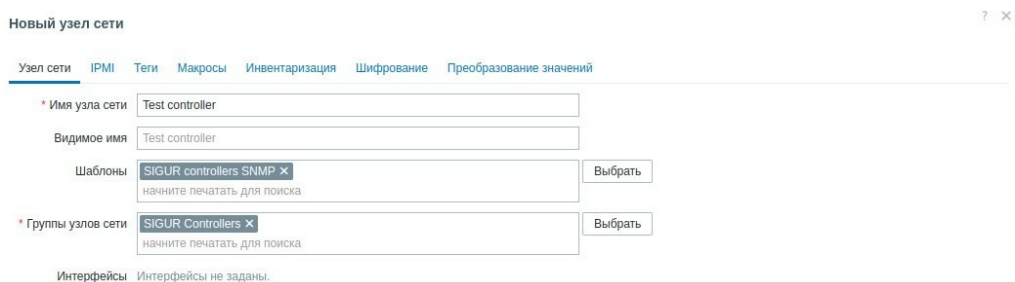 Новый узел сети ? ×
Узел сети IPMI Теги Макросы Инвентаризация Шифрование Преобразование значений
* Имя узла сети Test controller
Видимое имя Test controller
Шаблоны SIGUR controllers SNMP × Выбрать
начните печатать для поиска
* Группы узлов сети SIGUR Controllers × Выбрать
начните печатать для поиска
Интерфейсы Интерфейсы не заданы.